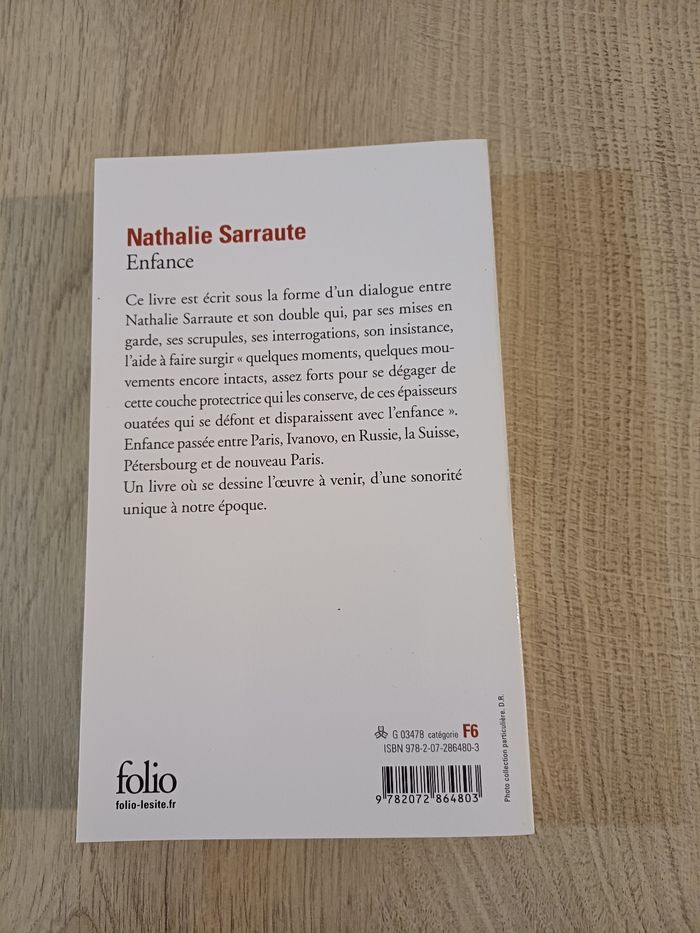 Nathalie Sarraute
Enfance
Ce livre est écrit sous la forme d’un dialogue entre
Nathalie Sarraute et son double qui, par ses mises en
garde, ses scrupules, ses interrogations, son insistance,
l’aide à faire surgir « quelques moments, quelques mou-
vements encore intacts, assez forts pour se dégager de
cette couche protectrice qui les conserve, de ces épaisseurs
ouatées qui se défont et disparaissent avec l’enfance ».
Enfance passée entre Paris, Ivanovo, en Russie, la Suisse,
Pétersbourg et de nouveau Paris.
Un livre où se dessine l’œuvre à venir, d’une sonorité
unique à notre époque.
G 03478 catégorie F6
ISBN 978-2-07-286480-3
folio
folio-lesite.fr
9 782072 864803
Photo collection particulière. D.R.